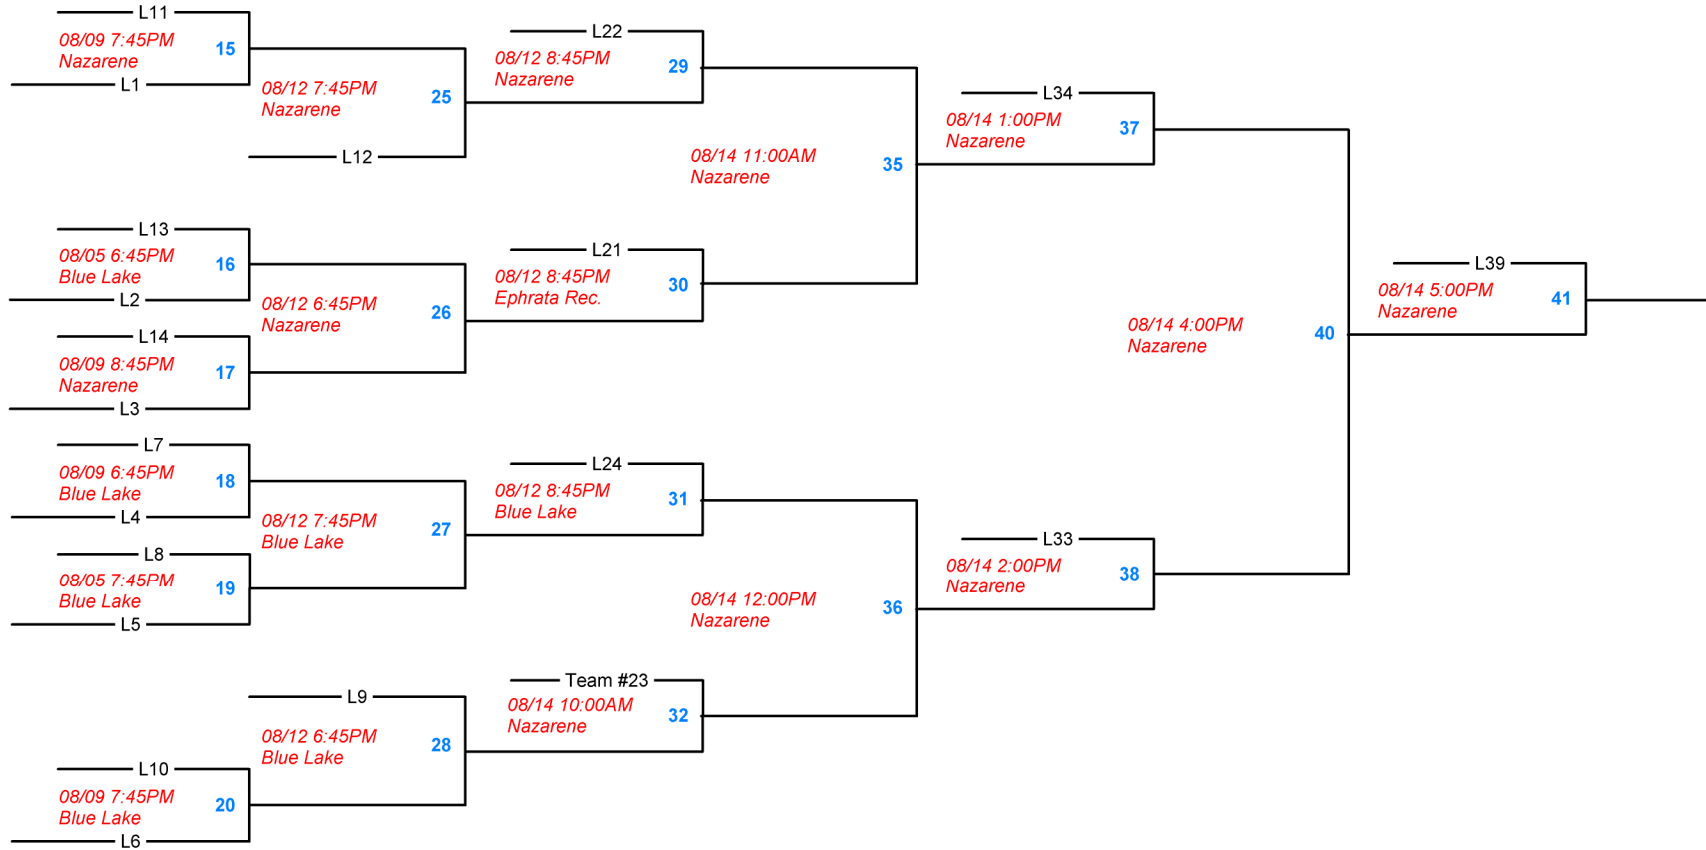 L11
08/09 7:45PM
Nazarene
15
L1
08/12 7:45PM
Nazarene
25
L12
L22
08/12 8:45PM
Nazarene
29
L13
08/05 6:45PM
Blue Lake
16
L2
08/12 6:45PM
Nazarene
26
L14
08/09 8:45PM
Nazarene
17
L3
L21
08/12 8:45PM
Ephrata Rec.
30
08/14 11:00AM
Nazarene
35
L34
08/14 1:00PM
Nazarene
37
L7
08/09 6:45PM
Blue Lake
18
L4
08/12 7:45PM
Blue Lake
27
L8
08/05 7:45PM
Blue Lake
19
L5
L24
08/12 8:45PM
Blue Lake
31
L9
08/12 6:45PM
Blue Lake
28
L10
08/09 7:45PM
Blue Lake
20
L6
Team #23
08/14 10:00AM
Nazarene
32
08/14 12:00PM
Nazarene
36
L33
08/14 2:00PM
Nazarene
38
08/14 4:00PM
Nazarene
40
L39
08/14 5:00PM
Nazarene
41